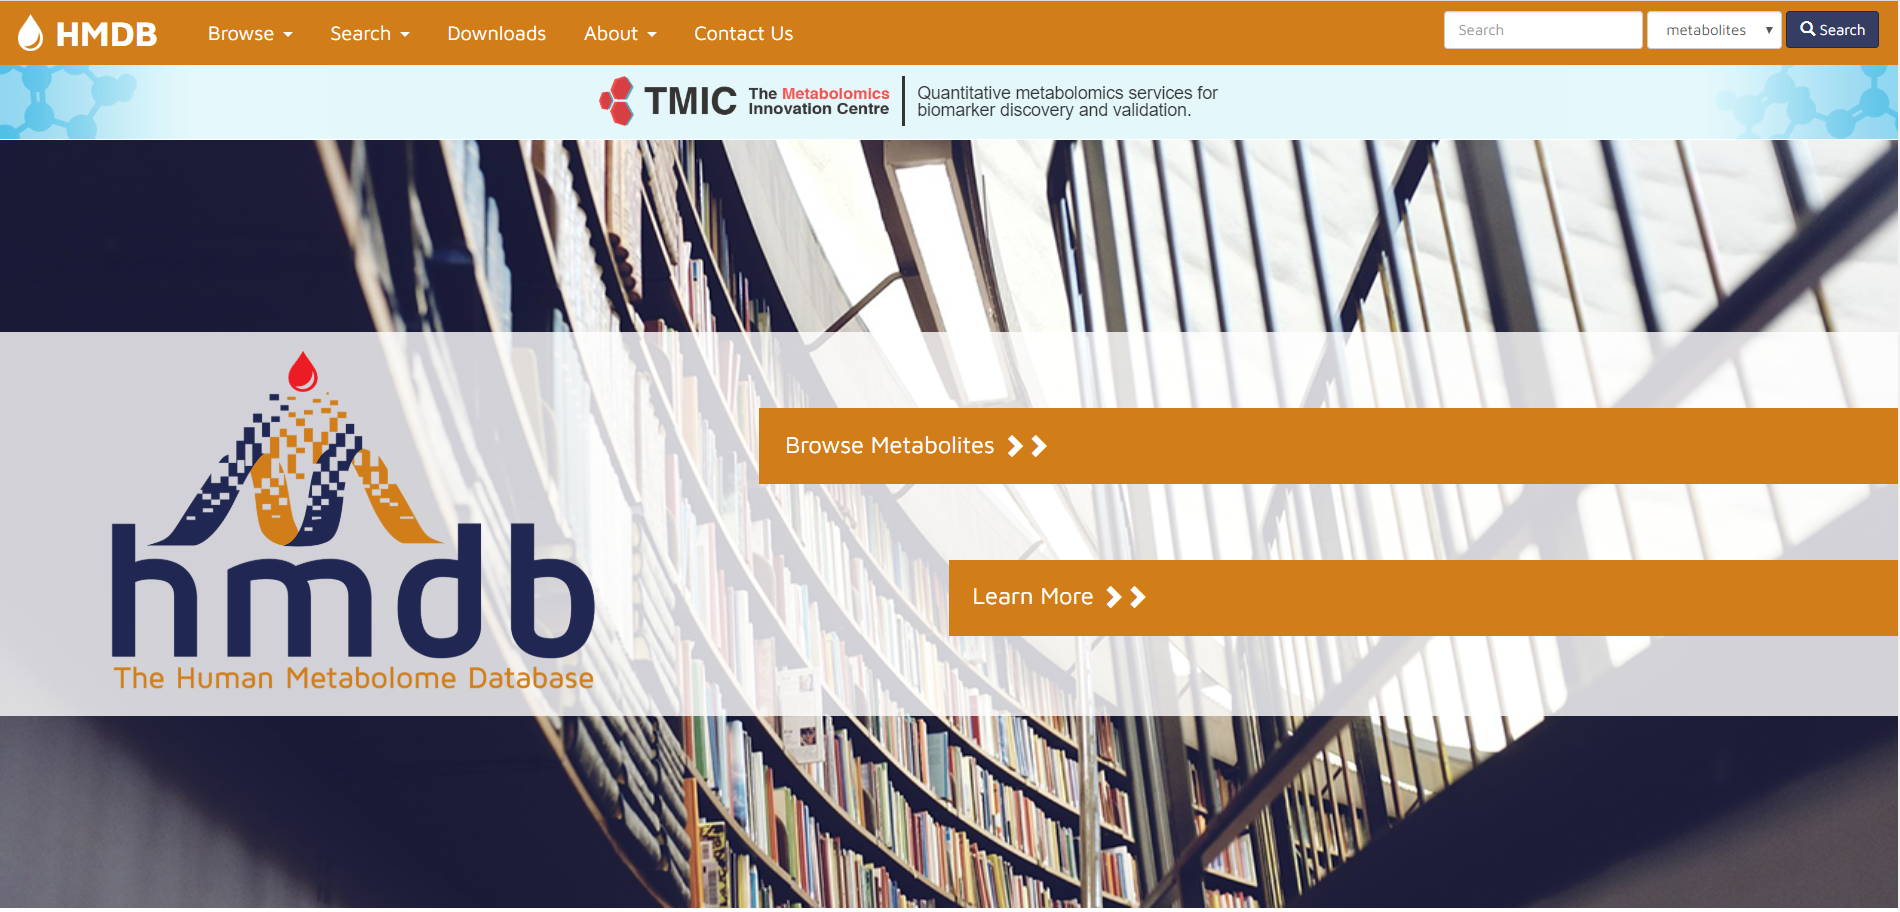 HMDB
Browse
Search
Downloads
About
Contact Us
Search
metabolites
Search
TMIC
The Metabolomics
Innovation Centre
Quantitative metabolomics services for
biomarker discovery and validation.
Browse Metabolites
Learn More
hmdb
The Human Metabolome Database